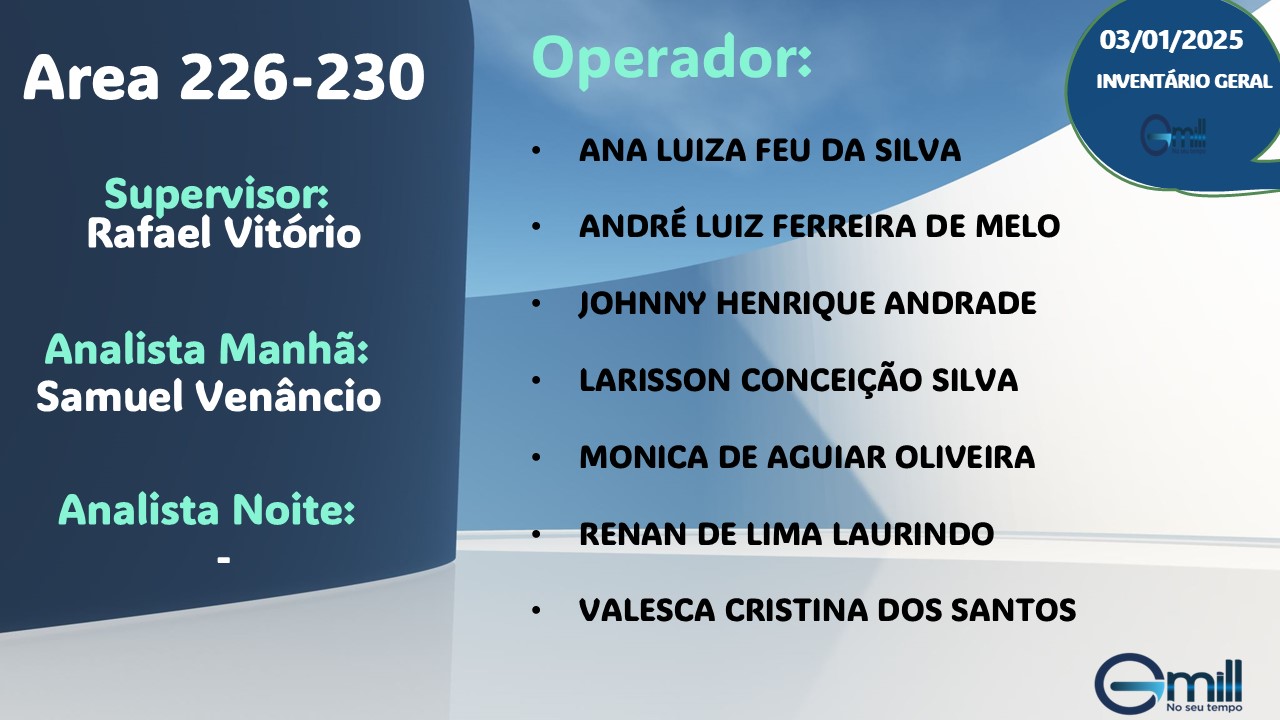 Area 226-230
Supervisor:
Rafael Vitório
Analista Manhã:
Samuel Venâncio
Analista Noite:
-
Operador:
• ANA LUIZA FEU DA SILVA
• ANDRÉ LUIZ FERREIRA DE MELO
• JOHNNY HENRIQUE ANDRADE
• LARISSON CONCEIÇÃO SILVA
• MONICA DE AGUIAR OLIVEIRA
• RENAN DE LIMA LAURINDO
• VALESCA CRISTINA DOS SANTOS
03/01/2025
INVENTÁRIO GERAL
Gmill
Gmill
No seu tempo